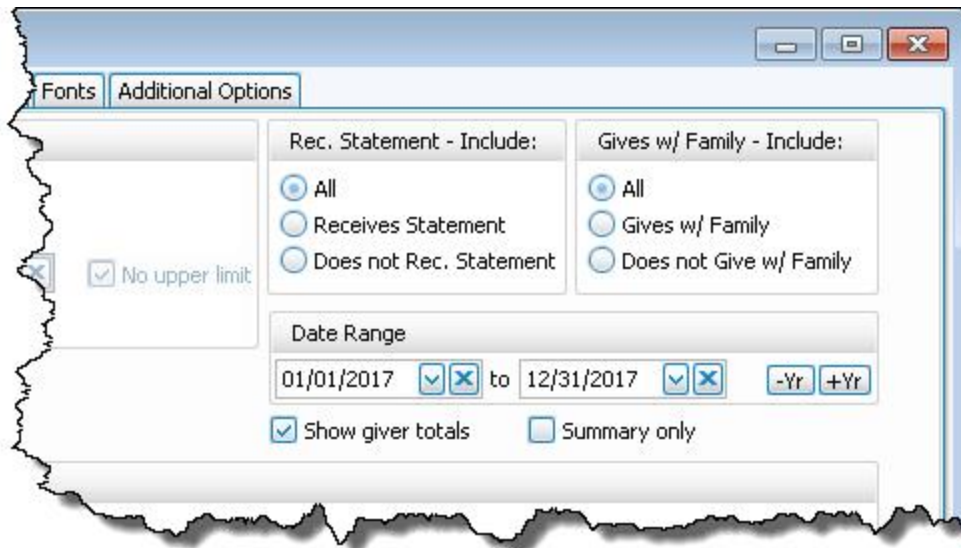 Fonts Additional Options
Rec. Statement - Include:
All
Receives Statement
Does not Rec. Statement
Gives w/ Family - Include:
All
Gives w/ Family
Does not Give w/ Family
No upper limit
Date Range
01/01/2017 to 12/31/2017 -Yr +Yr
Show giver totals Summary only